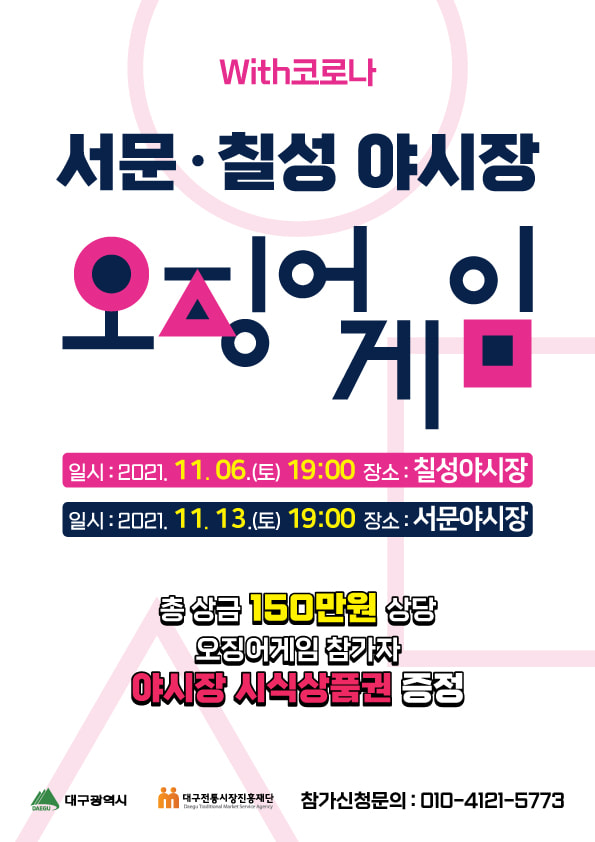 With코로나
서문·칠성 야시장
오징어
게임
일시 : 2021. 11. 06.(토) 19:00 장소 : 칠성야시장
일시 : 2021. 11. 13.(토) 19:00 장소 : 서문야시장
총 상금 150만원 상당
오징어게임 참가자
야시장 시식상품권 증정
DAEGU 대구광역시
대구전통시장진흥재단
Daegu Traditional Market Service Agency
참가신청문의 : 010-4121-5773